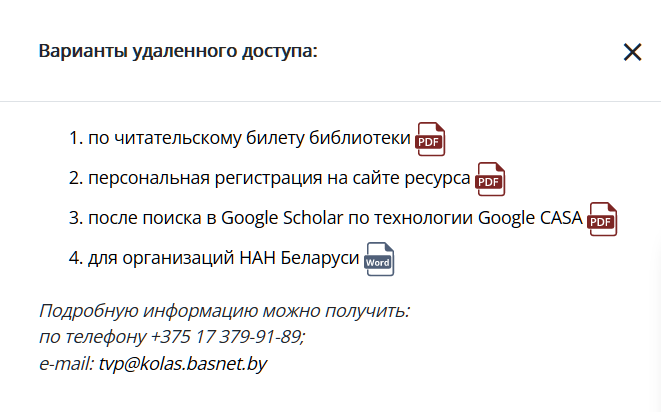 Варианты удаленного доступа:
1. по читательскому билету библиотеки PDF
2. персональная регистрация на сайте ресурса PDF
3. после поиска в Google Scholar по технологии Google CASA PDF
4. для организаций НАН Беларуси Word
Подробную информацию можно получить:
по телефону +375 17 379-91-89;
e-mail: tvp@kolas.basnet.by